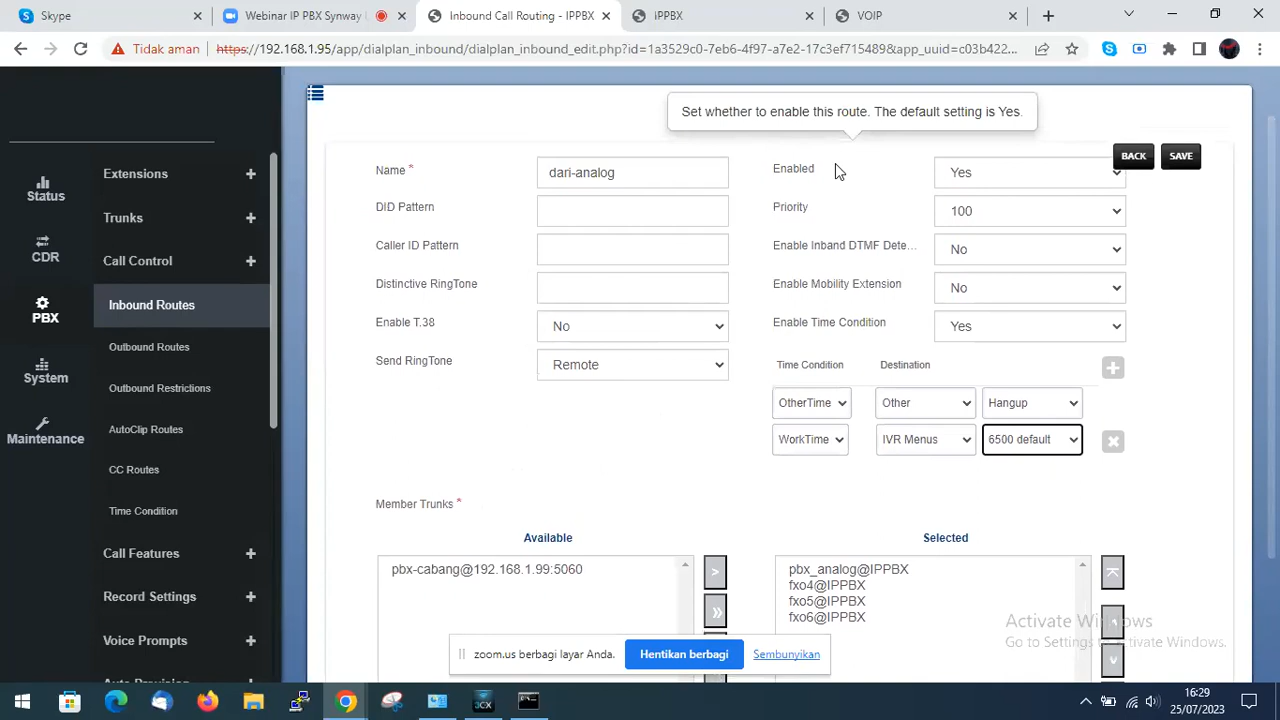 Skype
Webinar IP PBX Synway
Inbound Call Routing - IPPBX
iPPBX
VOIP
Tidak aman
https://192.168.1.95/app/dialplan_inbound/dialplan_inbound_edit.php?id=1a3529c0-7eb6-4f97-a7e2-17c3ef715489&app_uuid=c03b422...
Set whether to enable this route. The default setting is Yes.
BACK SAVE
Status
CDR
PBX
System
Maintenance
Extensions
Trunks
Call Control
Inbound Routes
Outbound Routes
Outbound Restrictions
AutoClip Routes
CC Routes
Time Condition
Call Features
Record Settings
Voice Prompts
Auto Provisioning
Name * dari-analog
DID Pattern
Caller ID Pattern
Distinctive RingTone
Enable T.38 No
Send RingTone Remote
Enabled Yes
Priority 100
Enable Inband DTMF Dete... No
Enable Mobility Extension No
Enable Time Condition Yes
Time Condition Destination
OtherTime Other Hangup
WorkTime IVR Menus 6500 default
Member Trunks *
Available
pbx-cabang@192.168.1.99:5060
Selected
pbx_analog@IPPBX
fxo4@IPPBX
fxo5@IPPBX
fxo6@IPPBX
Activate Windows
Go to Settings to activate Windows.
zoom.us berbagi layar Anda. Hentikan berbagi Sembunyikan
3CX
16:29
25/07/2023